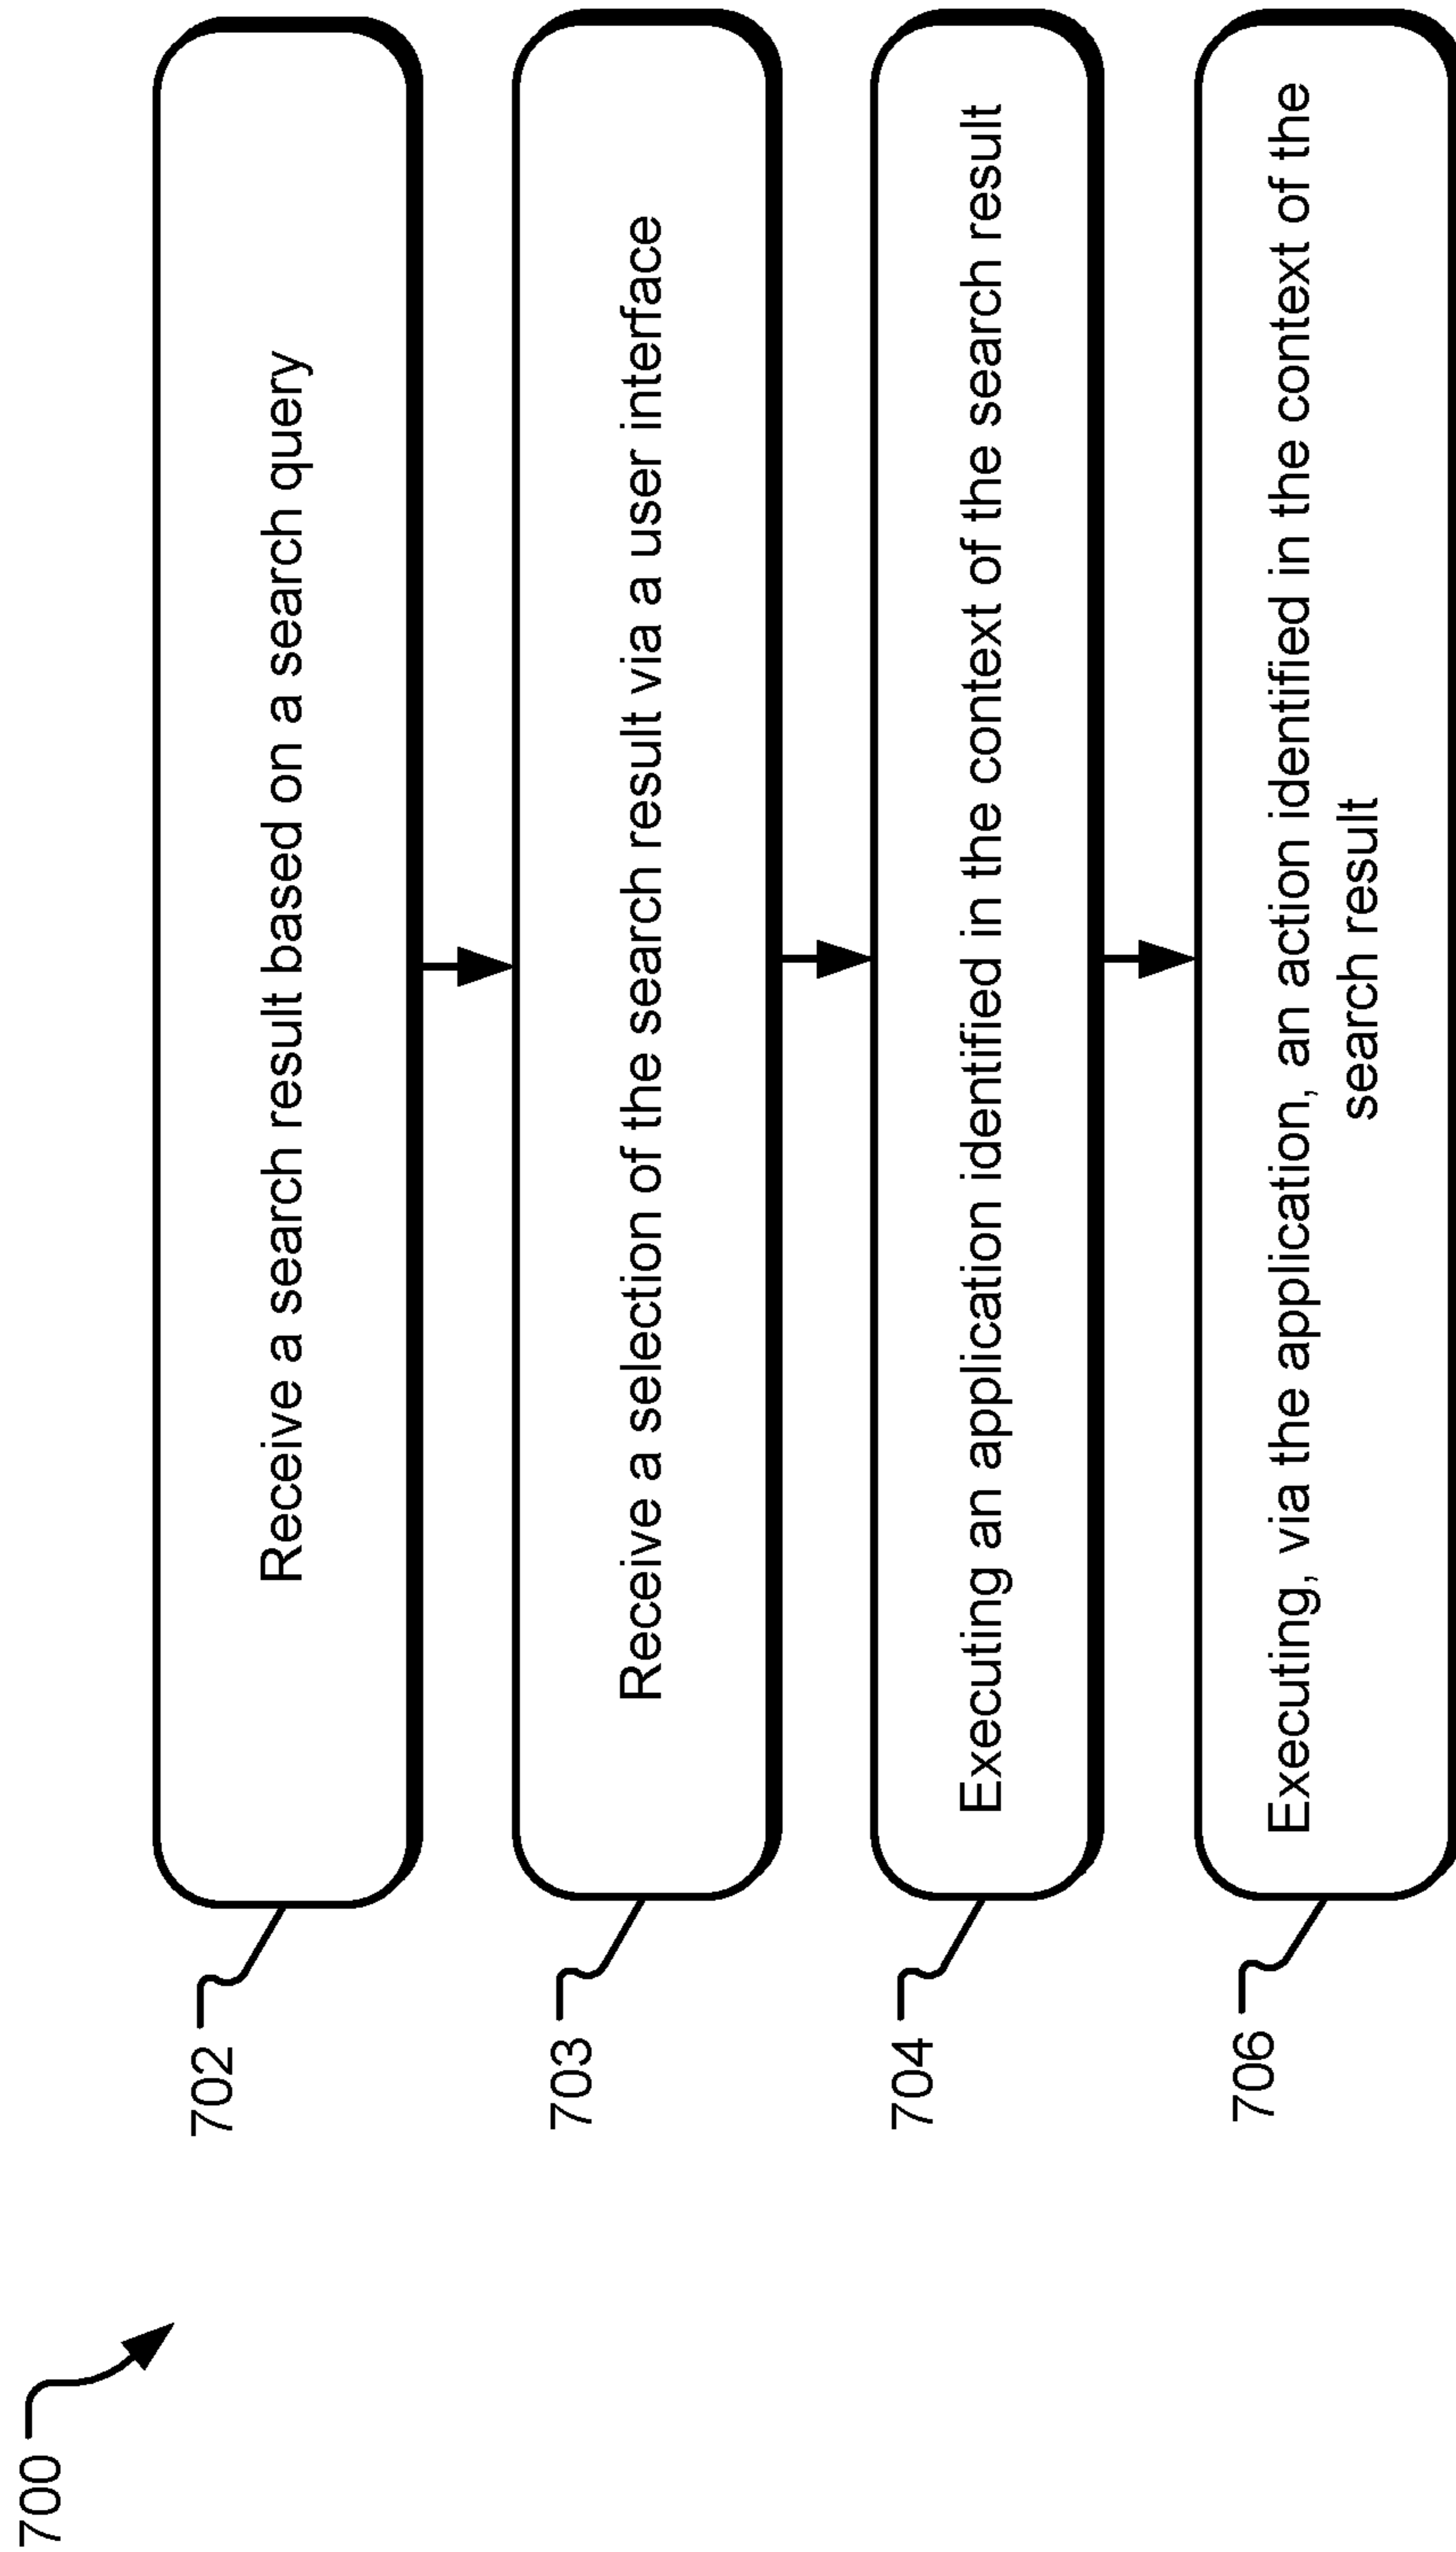 700
702
Receive a search result based on a search query
703
Receive a selection of the search result via a user interface
704
Executing an application identified in the context of the search result
706
Executing, via the application, an action identified in the context of the
search result